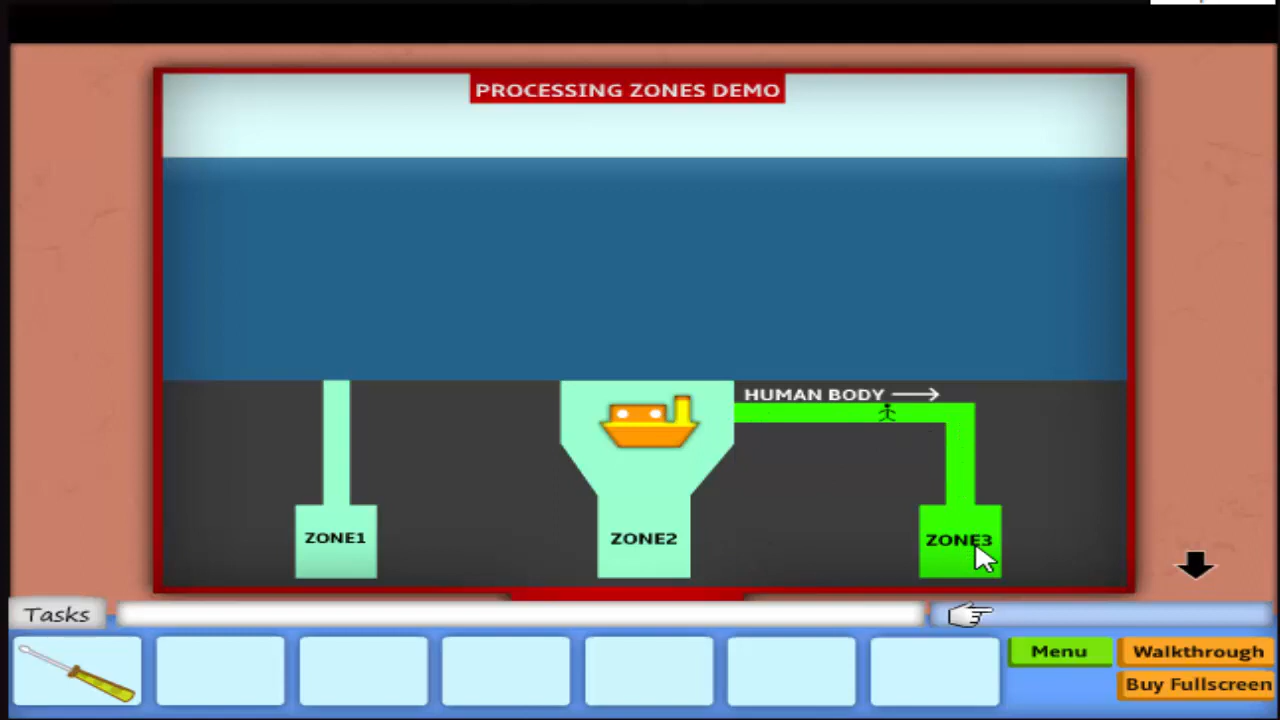 PROCESSING ZONES DEMO
HUMAN BODY
ZONE1
ZONE2
ZONE3
Tasks
Menu
Walkthrough
Buy Fullscreen